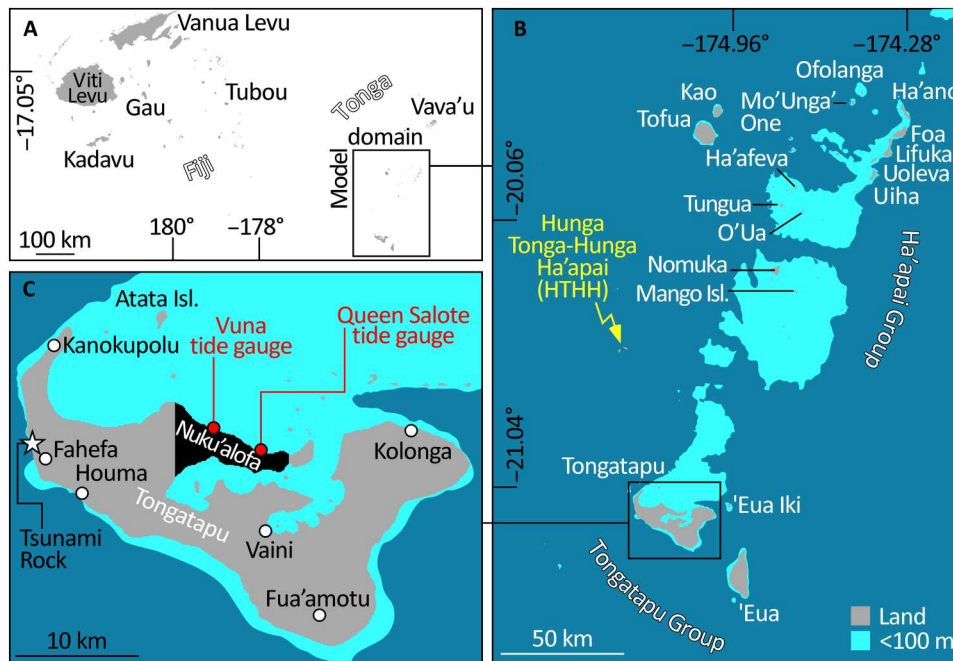 A
Vanua Levu
−17.05°
Viti
Levu
Gau
Tubou
Kadavu
Fiji
Tonga
Vava'u
Model
domain
100 km
180°
−178°
B
−174.96°
−174.28°
Ofolanga
Kao
Mo'Unga'
One
Ha'ano
Tofua
Foa
Lifuka
Ha'afeva
Uoleva
Uiha
−20.06°
Tungua
O'Ua
Hunga
Tonga-Hunga
Ha'apai
(HTHH)
Nomuka
Mango Isl.
Ha'apai Group
−21.04°
Tongatapu
'Eua Iki
Tongatapu Group
'Eua
50 km
Land
<100 m
C
Atata Isl.
Vuna
tide gauge
Queen Salote
tide gauge
Kanokupolu
Nuku'alofa
Kolonga
Fahefa
Houma
Tongatapu
Tsunami
Rock
Vaini
Fua'amotu
10 km